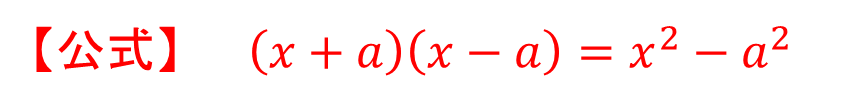 【公式】 (x + a)(x − a) = x² − a²